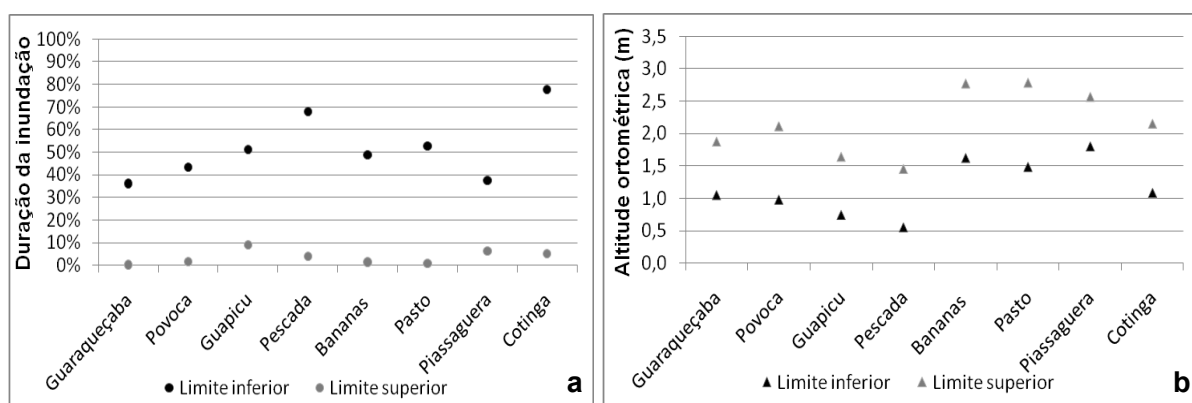 Duração da inundação
100%
90%
80%
70%
60%
50%
40%
30%
20%
10%
0%
Guaraqueçaba
Povoca
Guapicu
Pescada
Bananas
Pasto
Piassaguera
Cotinga
Limite inferior Limite superior
a
Altitude ortométrica (m)
3,5
3,0
2,5
2,0
1,5
1,0
0,5
0,0
Guaraqueçaba
Povoca
Guapicu
Pescada
Bananas
Pasto
Piassaguera
Cotinga
Limite inferior Limite superior
b